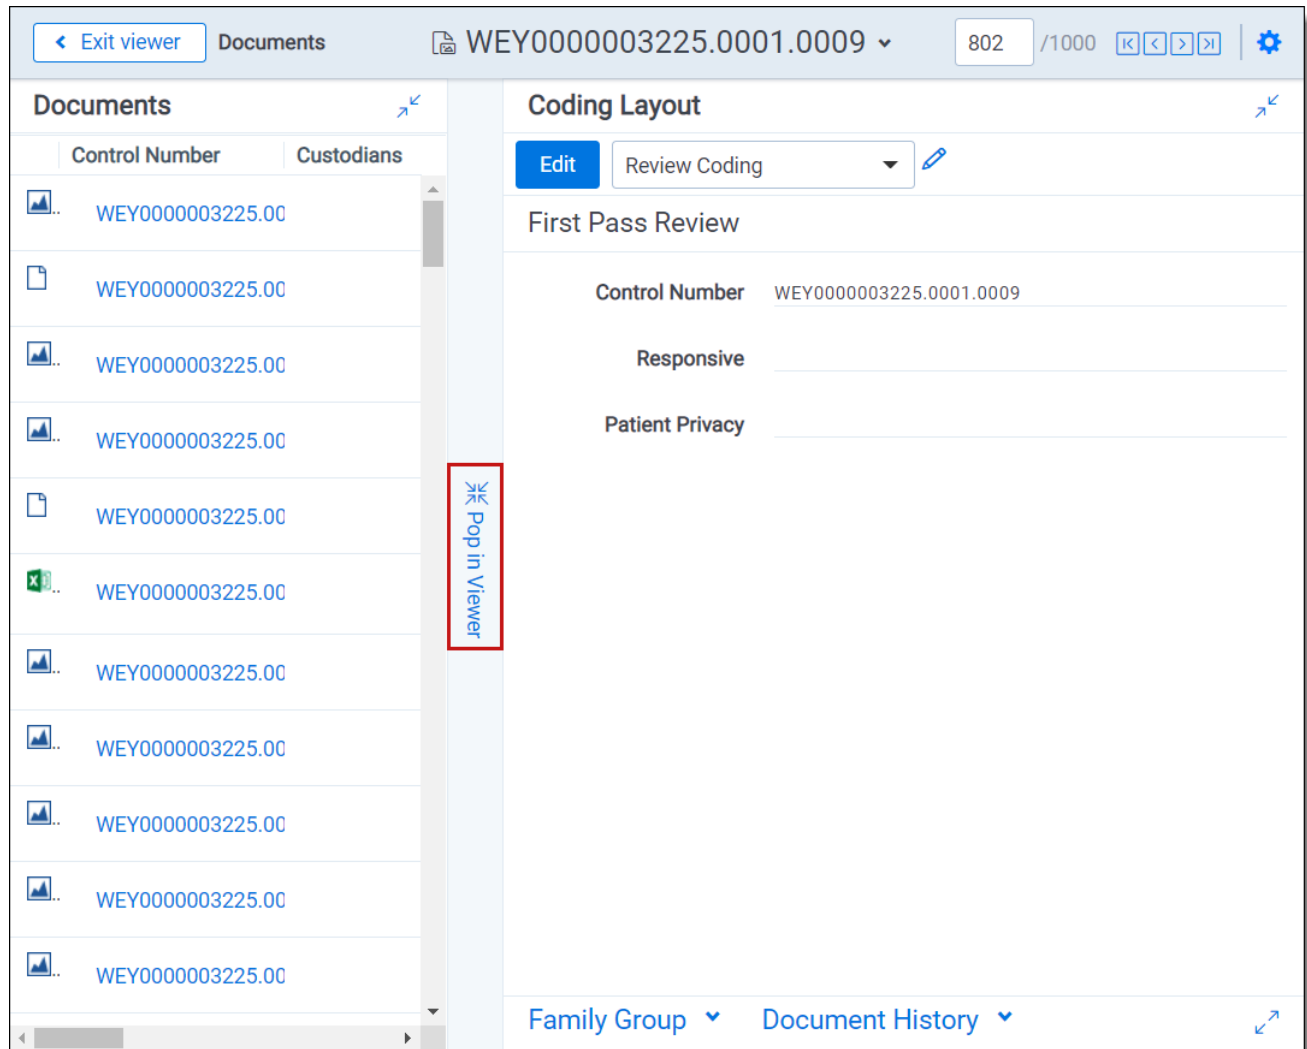 Exit viewer Documents WEY0000003225.0001.0009 802 /1000
Documents
Control Number Custodians
WEY0000003225.00
WEY0000003225.00
WEY0000003225.00
WEY0000003225.00
WEY0000003225.00
WEY0000003225.00
WEY0000003225.00
WEY0000003225.00
WEY0000003225.00
WEY0000003225.00
WEY0000003225.00
Pop in Viewer
Coding Layout
Edit Review Coding
First Pass Review
Control Number WEY0000003225.0001.0009
Responsive
Patient Privacy
Family Group Document History